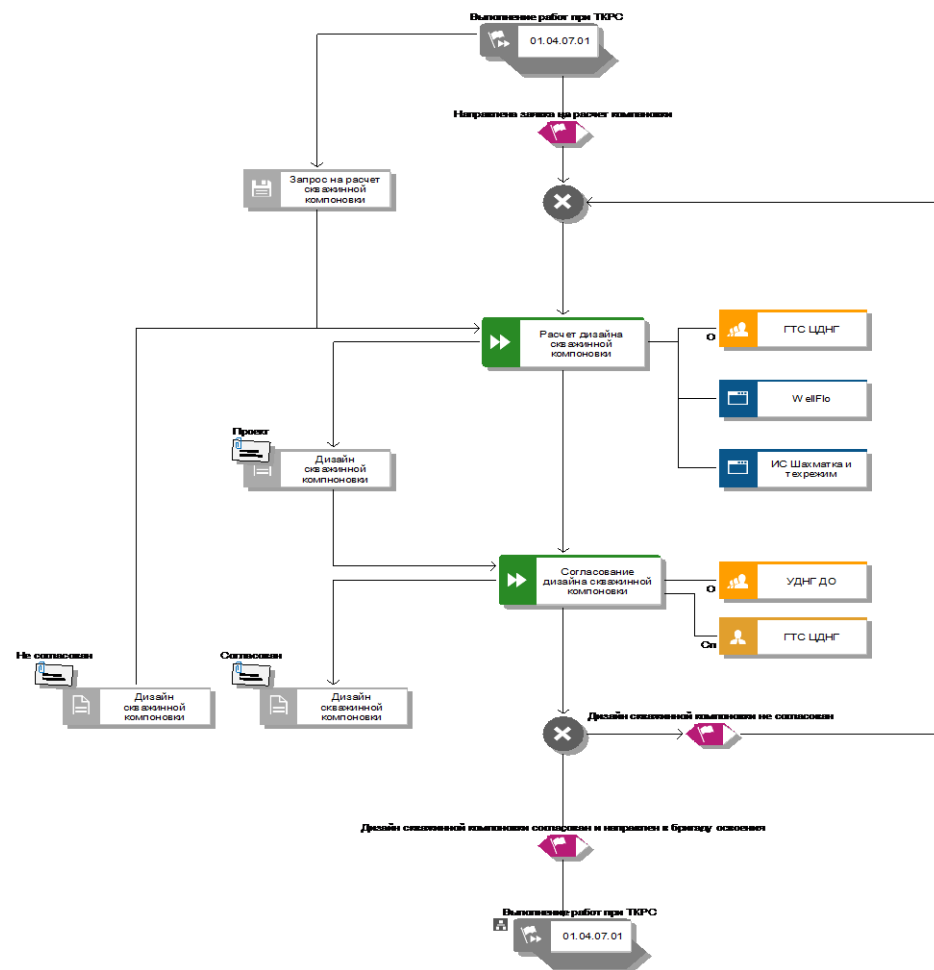 Выполнение работ при ТКРС
01.04.07.01
Направлена заявка на расчет компоновки
Запрос на расчет
скважинной
компоновки
Расчет дизайна
скважинной
компоновки
О
ГТС ЦДНГ
WellFlo
ИС Шахматка и
техрежим
Проект
Дизайн
скважинной
компоновки
Согласование
дизайна скважинной
компоновки
О
УДНГ ДО
Сп
ГТС ЦДНГ
Не согласован
Дизайн
скважинной
компоновки
Согласован
Дизайн
скважинной
компоновки
Дизайн скважинной компоновки не согласован
Дизайн скважинной компоновки согласован и направлен в бригаду освоения
Выполнение работ при ТКРС
01.04.07.01